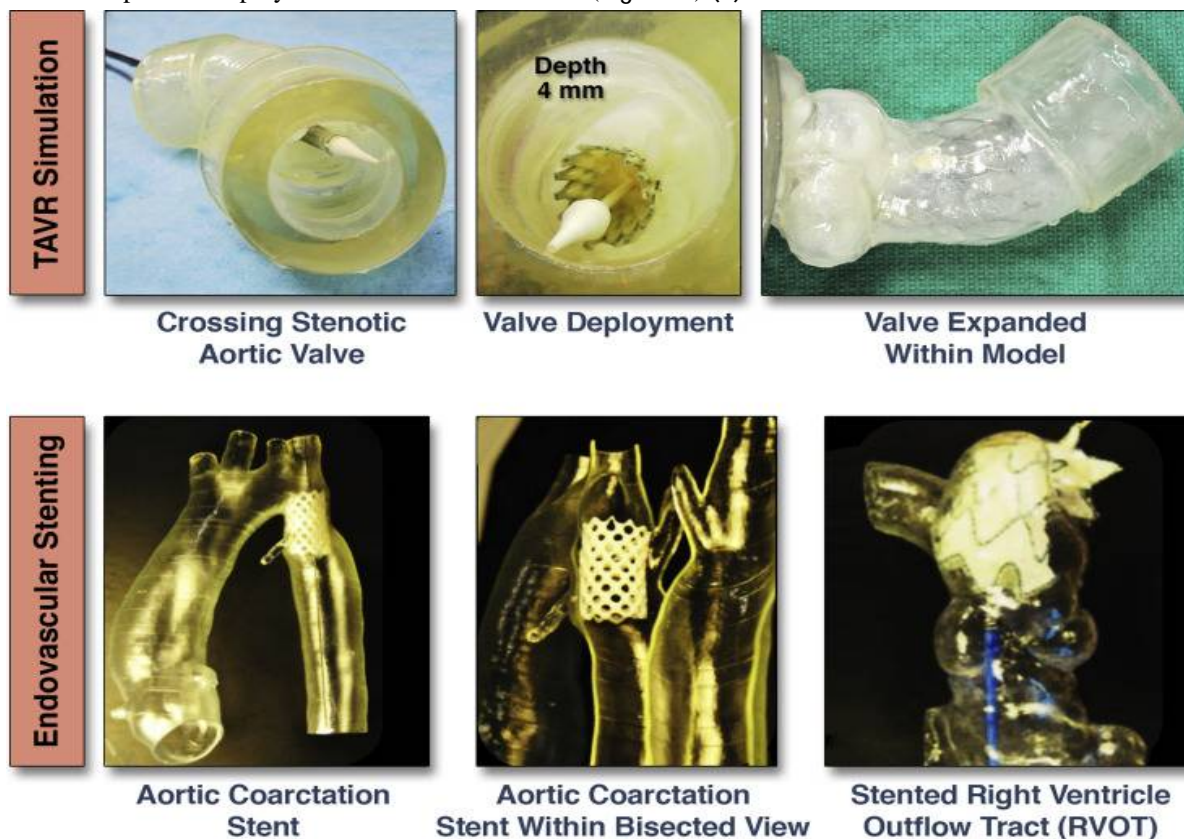 TAVR Simulation
Depth
4 mm
Crossing Stenotic
Aortic Valve
Valve Deployment
Valve Expanded
Within Model
Endovascular Stenting
Aortic Coarctation
Stent
Aortic Coarctation
Stent Within Bisected View
Stented Right Ventricle
Outflow Tract (RVOT)